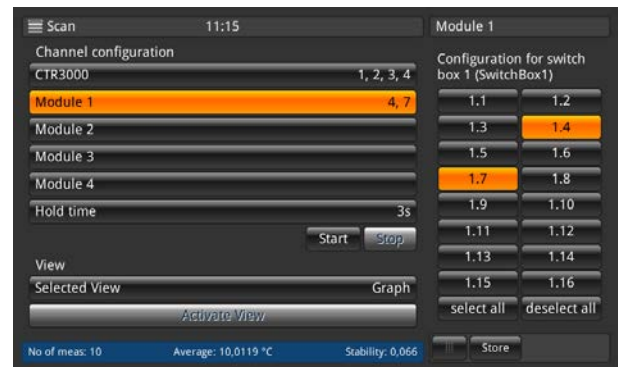 Scan 11:15
Channel configuration
CTR3000 1, 2, 3, 4
Module 1 4, 7
Module 2
Module 3
Module 4
Hold time 3s
Start Stop
View
Selected View Graph
Activate View
No of meas: 10 Average: 10,0119 °C Stability: 0,066
Module 1
Configuration for switch
box 1 (SwitchBox1)
1.1 1.2
1.3 1.4
1.5 1.6
1.7 1.8
1.9 1.10
1.11 1.12
1.13 1.14
1.15 1.16
select all deselect all
Store